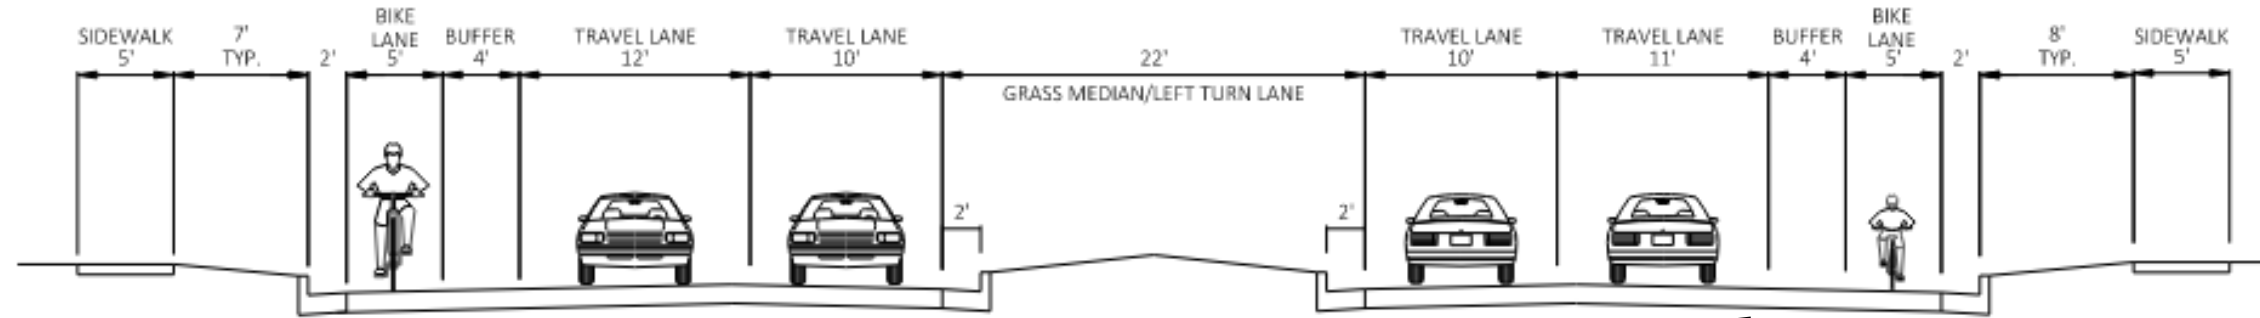 SIDEWALK
5'
7'
TYP.
2'
BIKE
LANE
5'
BUFFER
4'
TRAVEL LANE
12'
TRAVEL LANE
10'
22'
GRASS MEDIAN/LEFT TURN LANE
TRAVEL LANE
10'
TRAVEL LANE
11'
BUFFER
4'
BIKE
LANE
5'
2'
8'
TYP.
SIDEWALK
5'
2'
2'